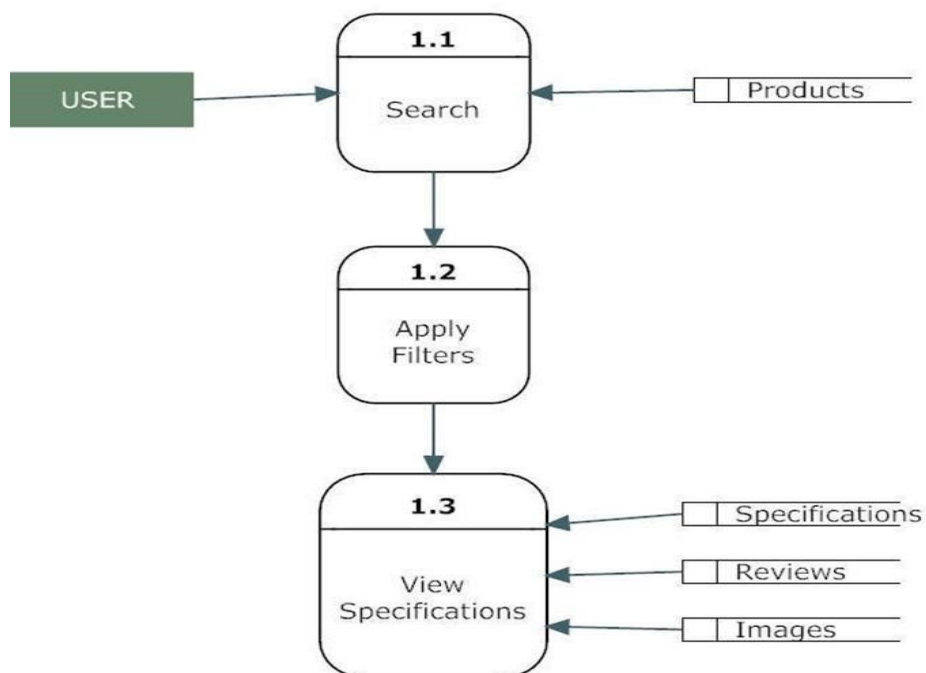 1.1
USER
Search
Products
1.2
Apply
Filters
1.3
Specifications
View
Specifications
Reviews
Images